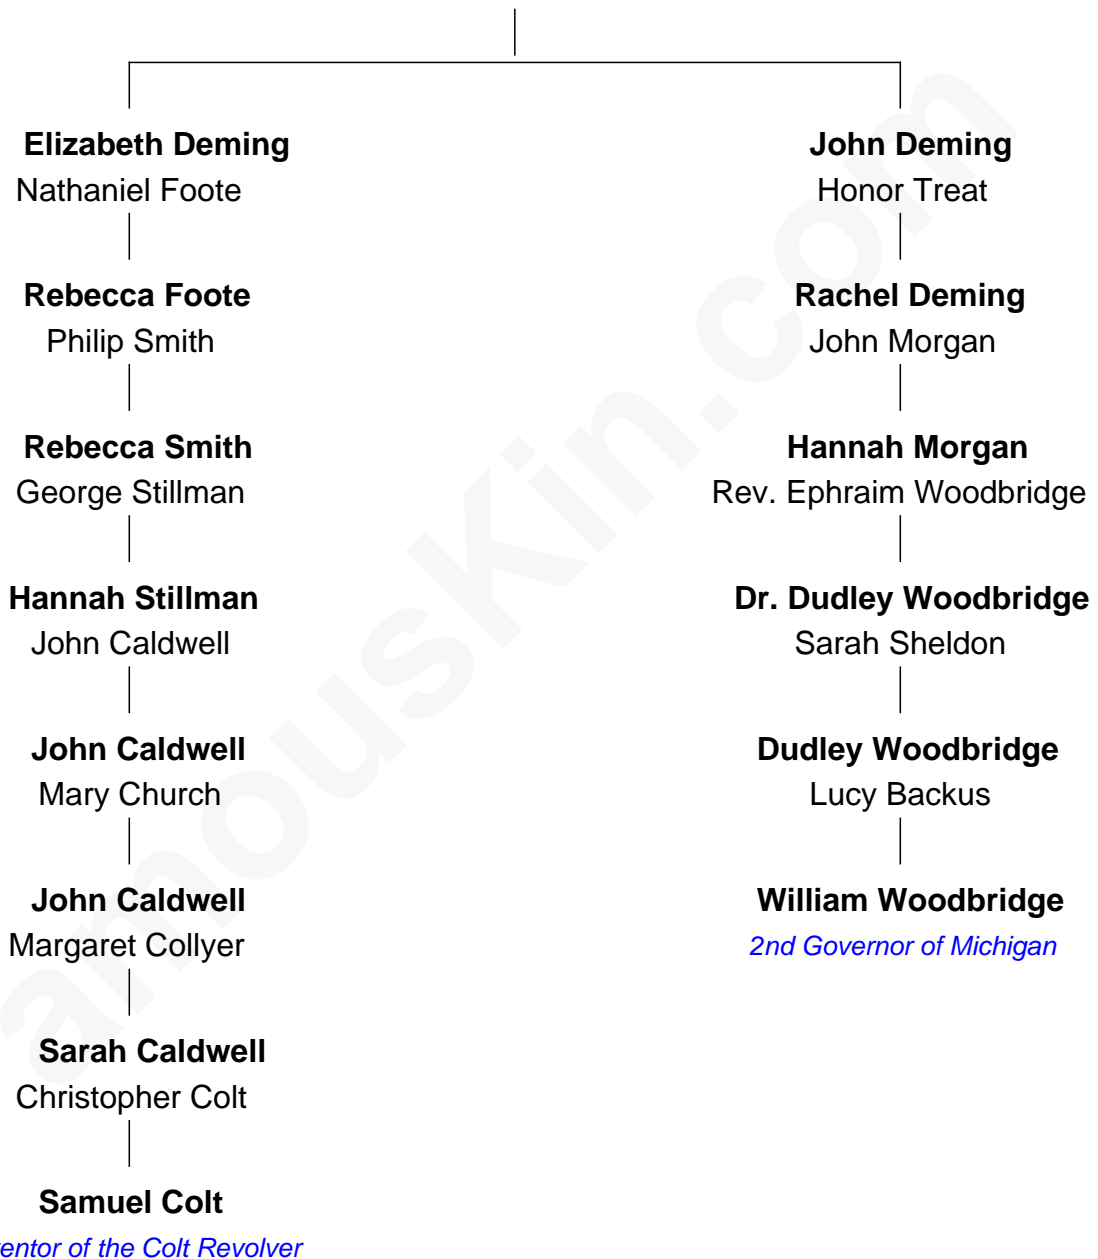 Elizabeth Deming
Nathaniel Foote
John Deming
Honor Treat
Rebecca Foote
Philip Smith
Rachel Deming
John Morgan
Rebecca Smith
George Stillman
Hannah Morgan
Rev. Ephraim Woodbridge
Hannah Stillman
John Caldwell
Dr. Dudley Woodbridge
Sarah Sheldon
John Caldwell
Mary Church
Dudley Woodbridge
Lucy Backus
John Caldwell
Margaret Collyer
William Woodbridge
2nd Governor of Michigan
Sarah Caldwell
Christopher Colt
Samuel Colt
entor of the Colt Revolver
amouskin.com